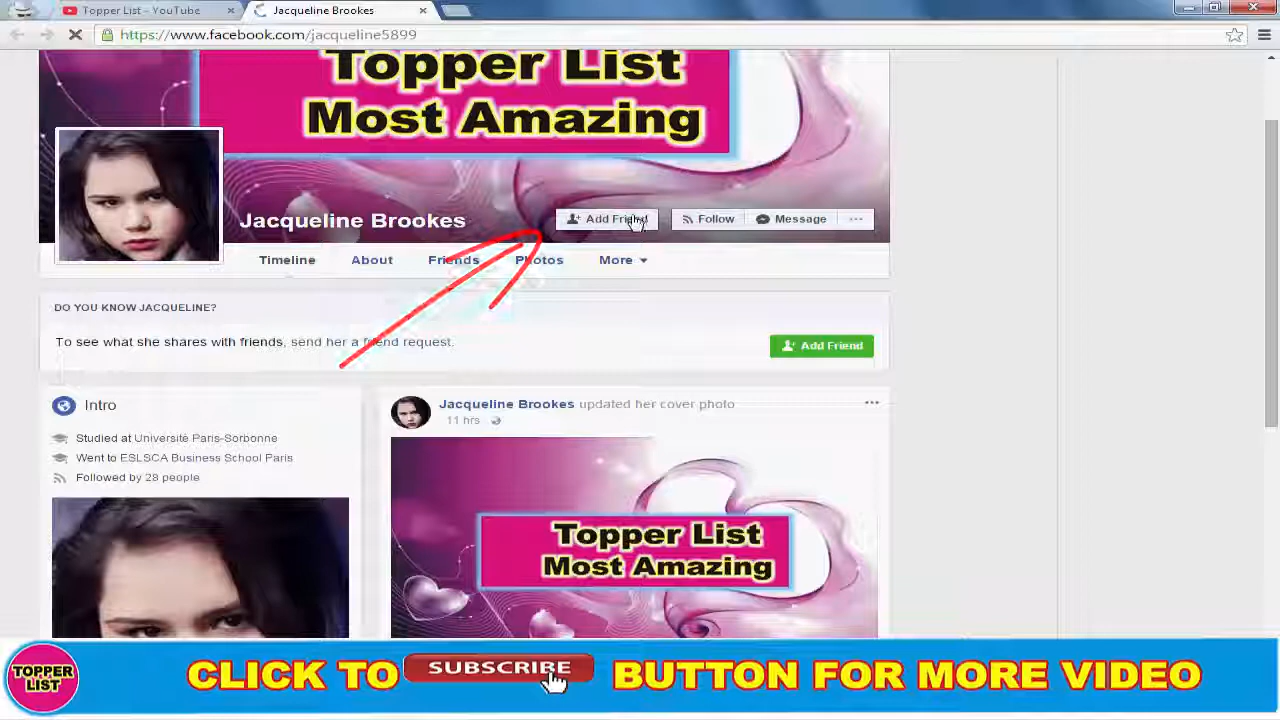 Topper List - YouTube
Jacqueline Brookes
https://www.facebook.com/jacqueline5899
Topper List
Most Amazing
Jacqueline Brookes
Add Friend
Follow
Message
Timeline
About
Friends
Photos
More
DO YOU KNOW JACQUELINE?
To see what she shares with friends, send her a friend request.
Add Friend
Intro
Studied at Université Paris-Sorbonne
Went to ESLSCA Business School Paris
Followed by 28 people
Jacqueline Brookes updated her cover photo
11 hrs
Topper List
Most Amazing
TOPPER
LIST
CLICK TO SUBSCRIBE BUTTON FOR MORE VIDEO